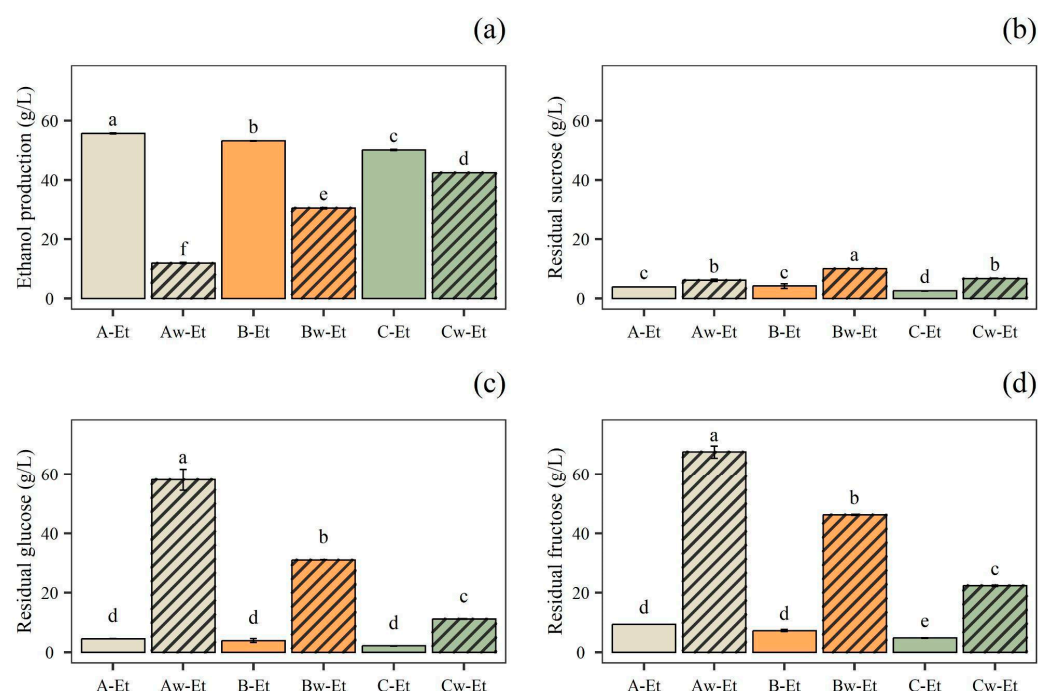 (a)
Ethanol production (g/L)
60
40
20
0
a
f
b
e
c
d
A-Et Aw-Et B-Et Bw-Et C-Et Cw-Et
(b)
Residual sucrose (g/L)
60
40
20
0
c
b
c
a
d
b
A-Et Aw-Et B-Et Bw-Et C-Et Cw-Et
(c)
Residual glucose (g/L)
60
40
20
0
d
a
d
b
d
c
A-Et Aw-Et B-Et Bw-Et C-Et Cw-Et
(d)
Residual fructose (g/L)
60
40
20
0
d
a
d
b
e
c
A-Et Aw-Et B-Et Bw-Et C-Et Cw-Et